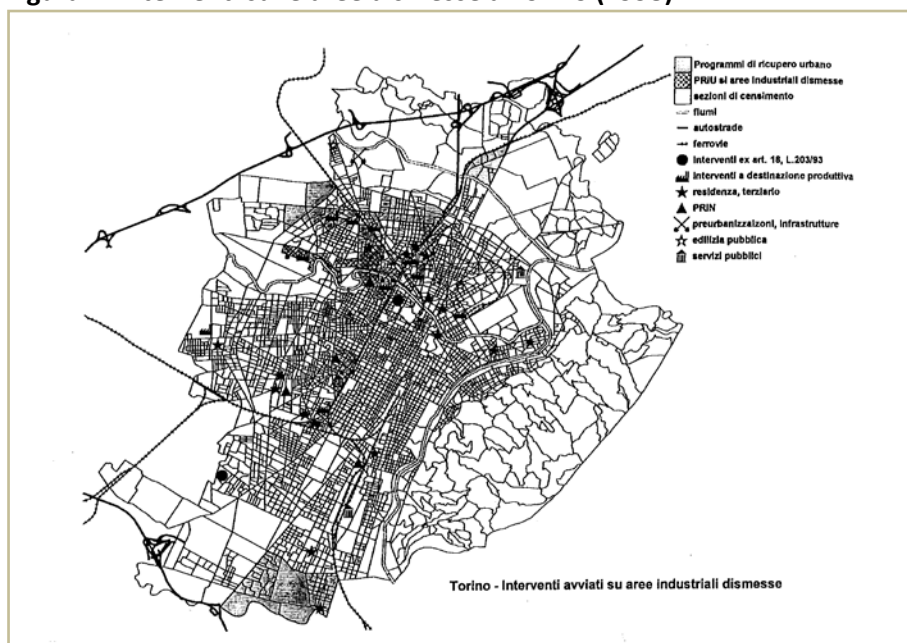 Programmi di ricupero urbano
PRiU si aree industriali dismesse
sezioni di censimento
fiumi
autostrade
ferrovie
interventi ex art. 18, L.203/93
interventi a destinazione produttiva
residenza, terziario
PRIN
preurbanizzaizoni, infrastrutture
edilizia pubblica
servizi pubblici
Torino - Interventi avviati su aree industriali dismesse